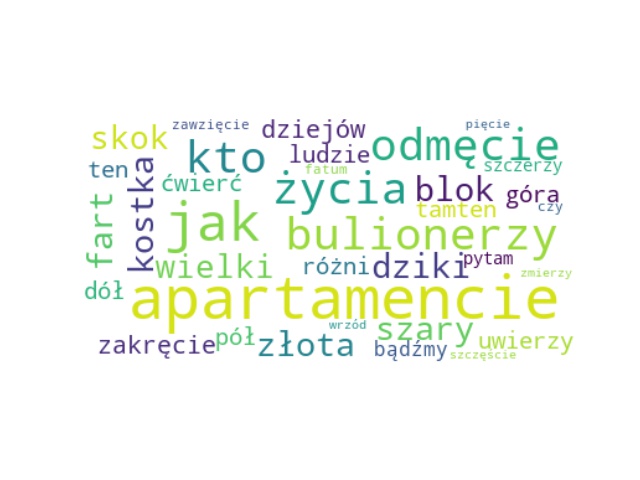 zawzięcie dziejów pięcie
skok kto ludzie odmęcie
ten ćwierć fatum szczerzy
fart kostka życia blok góra
jak tamten czy
bulionerzy
wielki różni dziki pytam zmierzy
dół apartamencie
zakręcie pół złota wrzód szary bądźmy uwierzy
szczęście